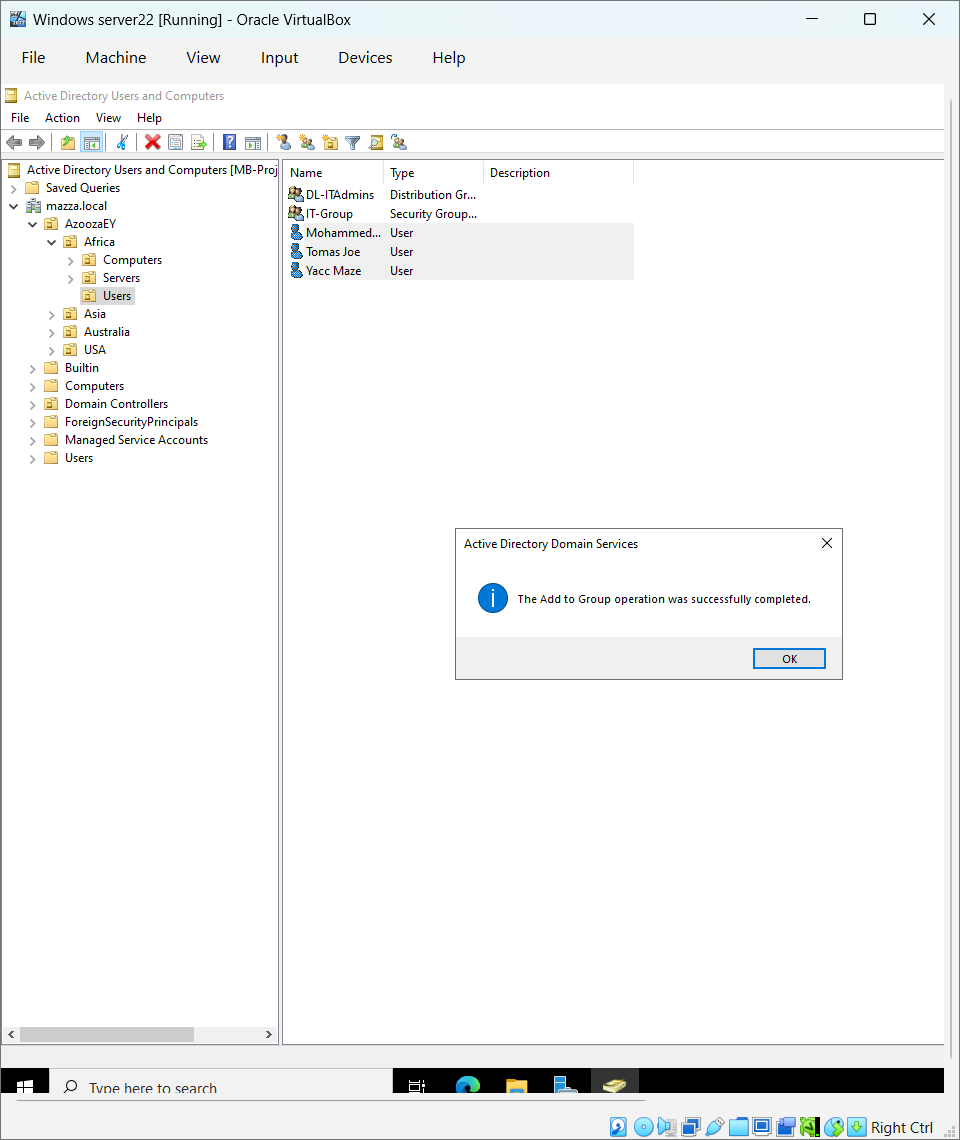 Windows server22 [Running] - Oracle VirtualBox
File Machine View Input Devices Help
Active Directory Users and Computers
File Action View Help
Active Directory Users and Computers [MB-Proj
Saved Queries
mazza.local
AzoozaEY
Africa
Computers
Servers
Users
Asia
Australia
USA
Builtin
Computers
Domain Controllers
ForeignSecurityPrincipals
Managed Service Accounts
Users
Name Type Description
DL-ITAdmins Distribution Gr...
IT-Group Security Group...
Mohammed... User
Tomas Joe User
Yacc Maze User
Active Directory Domain Services
The Add to Group operation was successfully completed.
OK
Type here to search
Right Ctrl